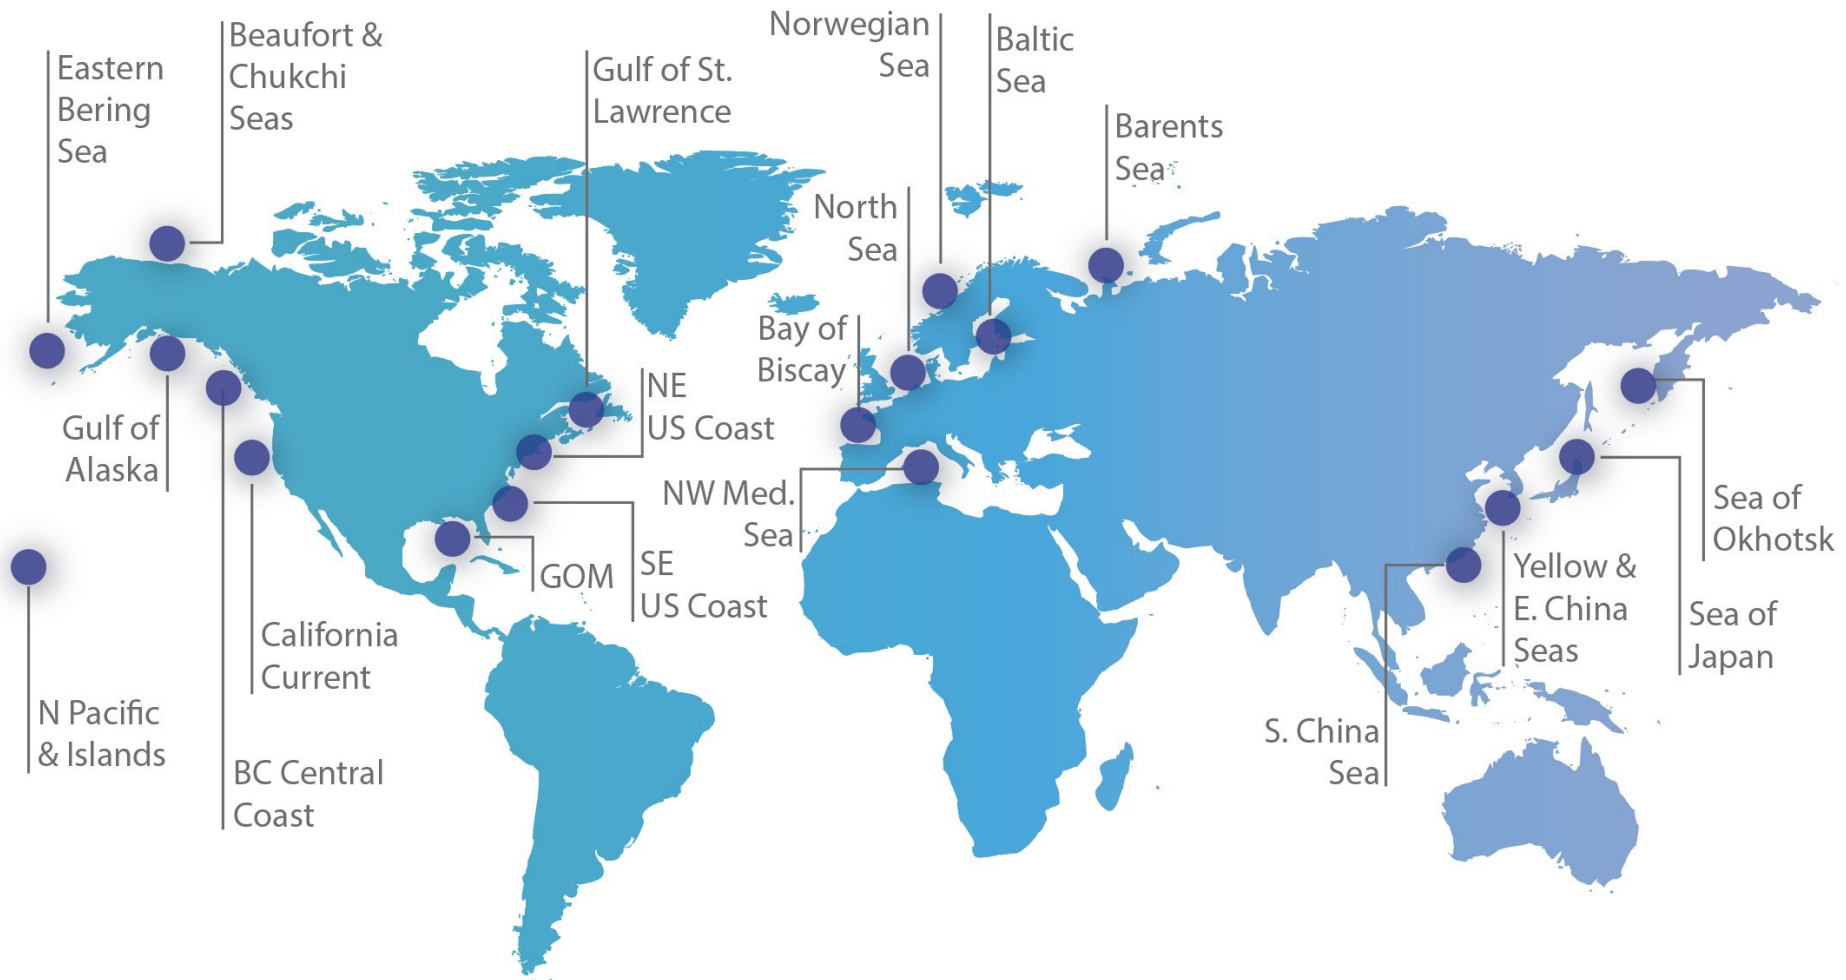 Eastern
Bering
Sea
Beaufort &
Chukchi
Seas
Gulf of St.
Lawrence
Norwegian
Sea
Baltic
Sea
Barents
Sea
North
Sea
Bay of
Biscay
NE
US Coast
Gulf of
Alaska
NW Med.
Sea
GOM
SE
US Coast
California
Current
N Pacific
& Islands
BC Central
Coast
Sea of
Okhotsk
Yellow &
E. China
Seas
Sea of
Japan
S. China
Sea